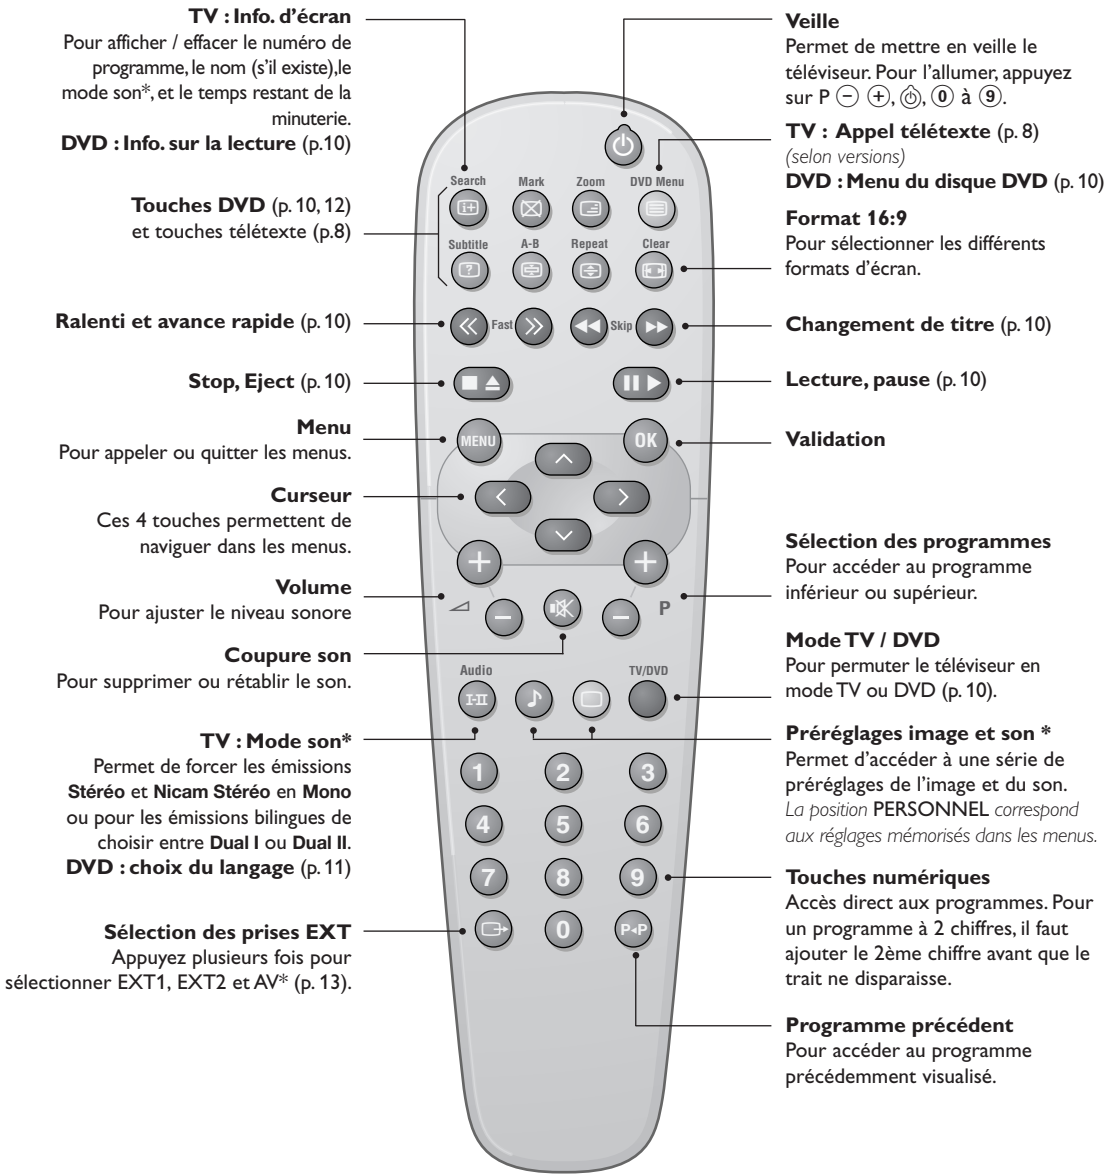 TV : Info. d'écran
Pour afficher / effacer le numéro de
programme, le nom (s'il existe), le
mode son*, et le temps restant de la
minuterie.
DVD : Info. sur la lecture (p.10)
Touches DVD (p. 10, 12)
et touches télétexte (p.8)
Ralenti et avance rapide (p. 10)
Stop, Eject (p. 10)
Menu
Pour appeler ou quitter les menus.
Curseur
Ces 4 touches permettent de
naviguer dans les menus.
Volume
Pour ajuster le niveau sonore
Coupure son
Pour supprimer ou rétablir le son.
TV : Mode son*
Permet de forcer les émissions
Stéréo et Nicam Stéréo en Mono
ou pour les émissions bilingues de
choisir entre Dual I ou Dual II.
DVD : choix du langage (p. 11)
Sélection des prises EXT
Appuyez plusieurs fois pour
sélectionner EXT1, EXT2 et AV* (p. 13).
Search Mark Zoom DVD Menu
i+
Subtitle A-B Repeat Clear
?
Fast Skip
MENU OK
+ +
- - P
Audio TV/DVD
I-II
1 2 3
4 5 6
7 8 9
0 P◂P
Veille
Permet de mettre en veille le
téléviseur. Pour l'allumer, appuyez
sur P - +, ⏻, 0 à 9.
TV : Appel télétexte (p. 8)
(selon versions)
DVD : Menu du disque DVD (p. 10)
Format 16:9
Pour sélectionner les différents
formats d'écran.
Changement de titre (p. 10)
Lecture, pause (p. 10)
Validation
Sélection des programmes
Pour accéder au programme
inférieur ou supérieur.
Mode TV / DVD
Pour permuter le téléviseur en
mode TV ou DVD (p. 10).
Préréglages image et son *
Permet d'accéder à une série de
préréglages de l'image et du son.
La position PERSONNEL correspond
aux réglages mémorisés dans les menus.
Touches numériques
Accès direct aux programmes. Pour
un programme à 2 chiffres, il faut
ajouter le 2ème chiffre avant que le
trait ne disparaisse.
Programme précédent
Pour accéder au programme
précédemment visualisé.